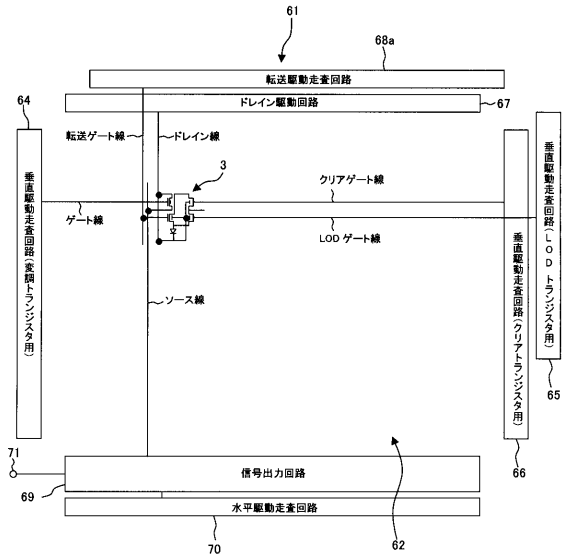 61
68a
転送駆動走査回路
ドレイン駆動回路
67
64
転送ゲート線
ドレイン線
垂直駆動走査回路(変調トランジスタ用)
3
クリアゲート線
ゲート線
LODゲート線
垂直駆動走査回路(クリアトランジスタ用)
垂直駆動走査回路(LODトランジスタ用)
ソース線
65
66
71
信号出力回路
69
水平駆動走査回路
70
62